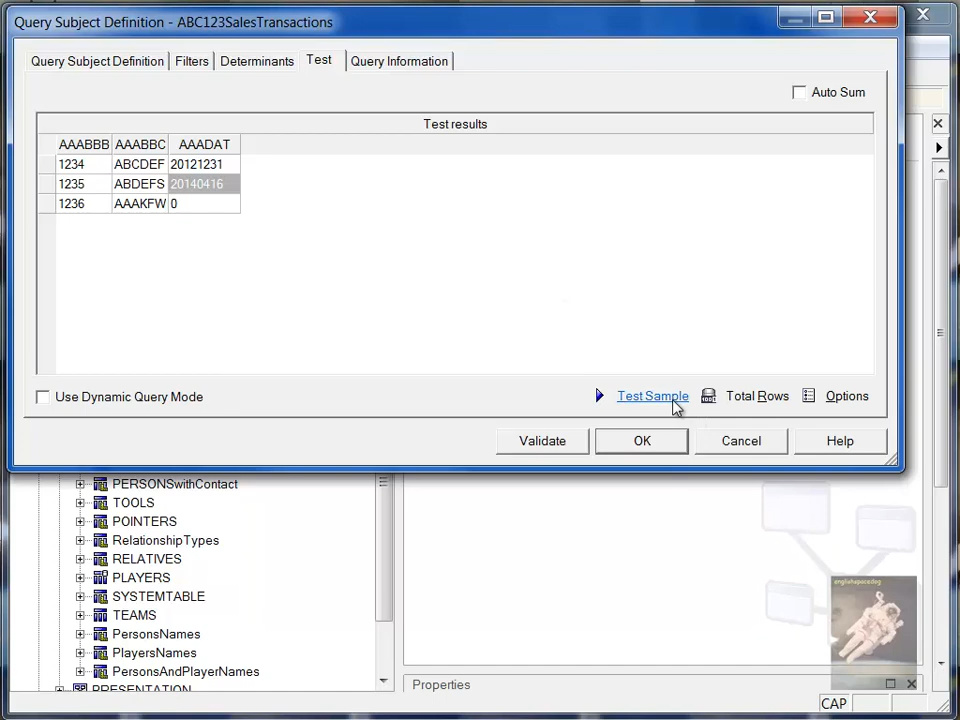 Query Subject Definition - ABC123SalesTransactions
Query Subject Definition Filters Determinants Test Query Information
Auto Sum
Test results
AAABBB AAABBC AAADAT
1234 ABCDEF 20121231
1235 ABDEFS 20140416
1236 AAAKFW 0
Use Dynamic Query Mode Test Sample Total Rows Options
Validate OK Cancel Help
PERSONSwithContact
TOOLS
POINTERS
RelationshipTypes
RELATIVES
PLAYERS
SYSTEMTABLE
TEAMS
PersonsNames
PlayersNames
PersonsAndPlayerNames
PRESENTATION
englishspacedog
Properties
CAP